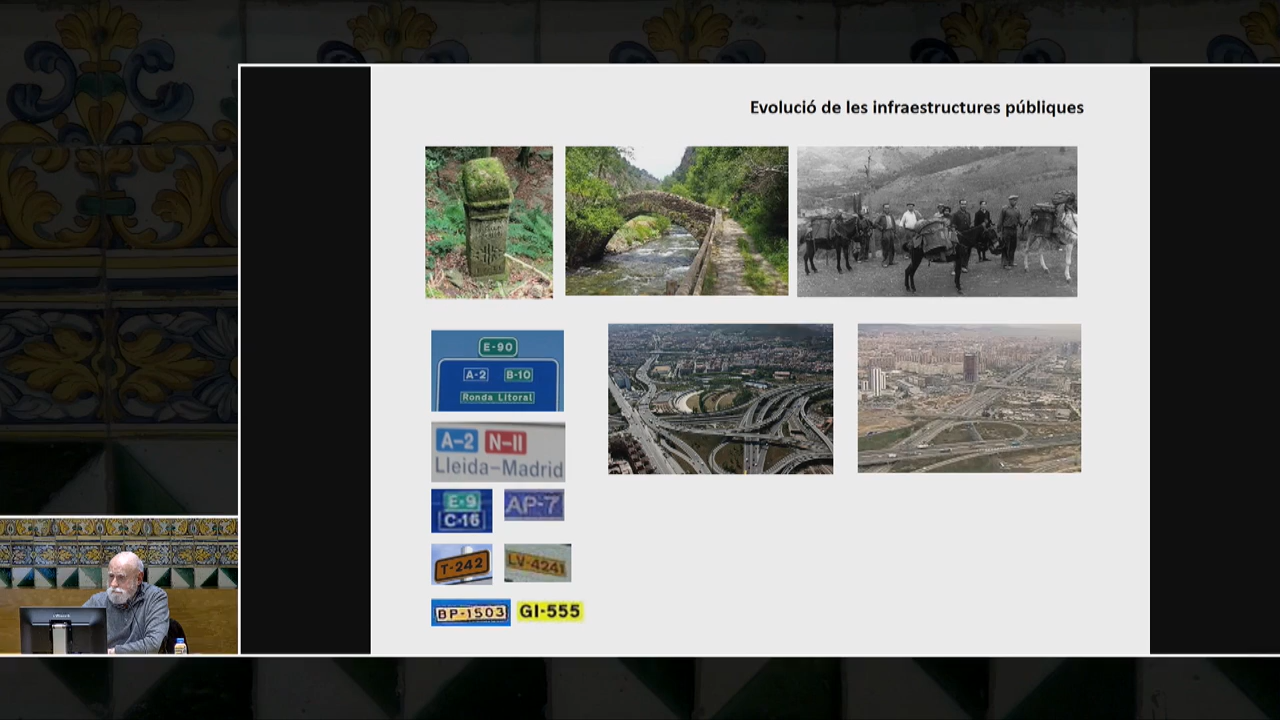 Evolució de les infraestructures públiques
E-90
A-2 B-10
Ronda Litoral
A-2 N-II
Lleida-Madrid
E-9
C-16
AP-7
T-242
LV-4241
BP-1503
GI-555